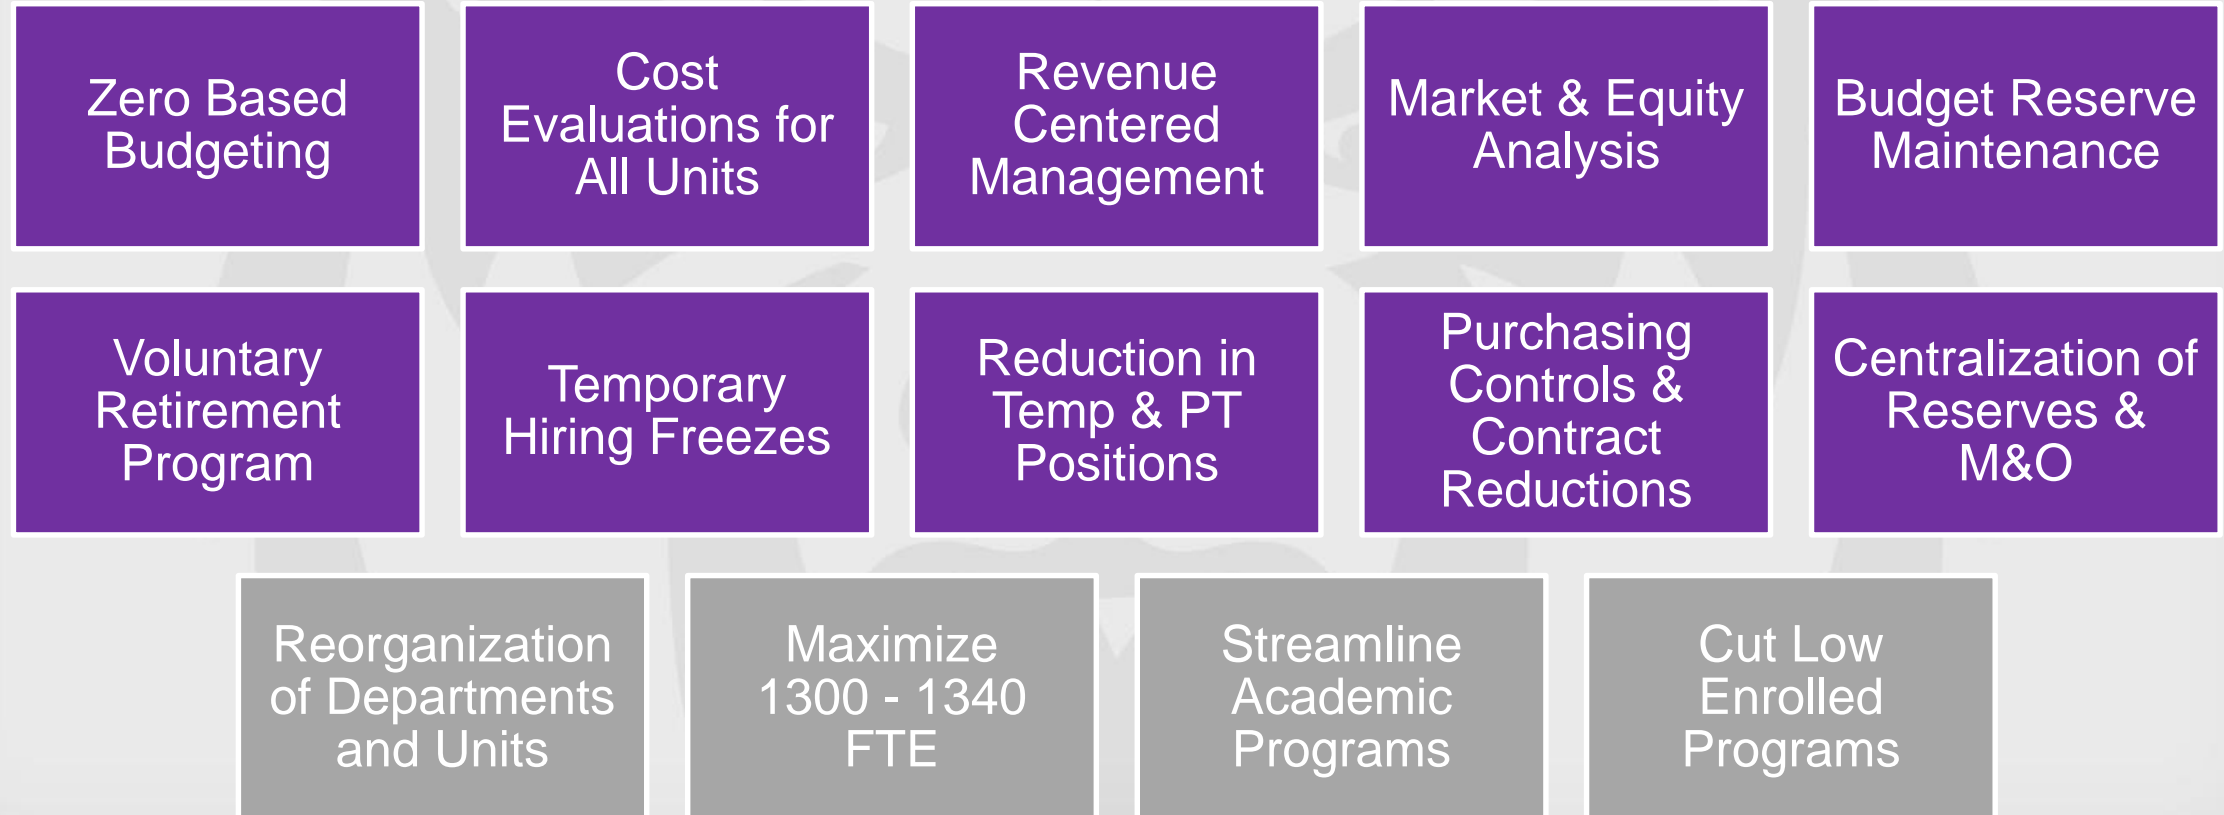 Zero Based
Budgeting
Cost
Evaluations for
All Units
Revenue
Centered
Management
Market & Equity
Analysis
Budget Reserve
Maintenance
Voluntary
Retirement
Program
Temporary
Hiring Freezes
Reduction in
Temp & PT
Positions
Purchasing
Controls &
Contract
Reductions
Centralization of
Reserves &
M&O
Reorganization
of Departments
and Units
Maximize
1300 - 1340
FTE
Streamline
Academic
Programs
Cut Low
Enrolled
Programs